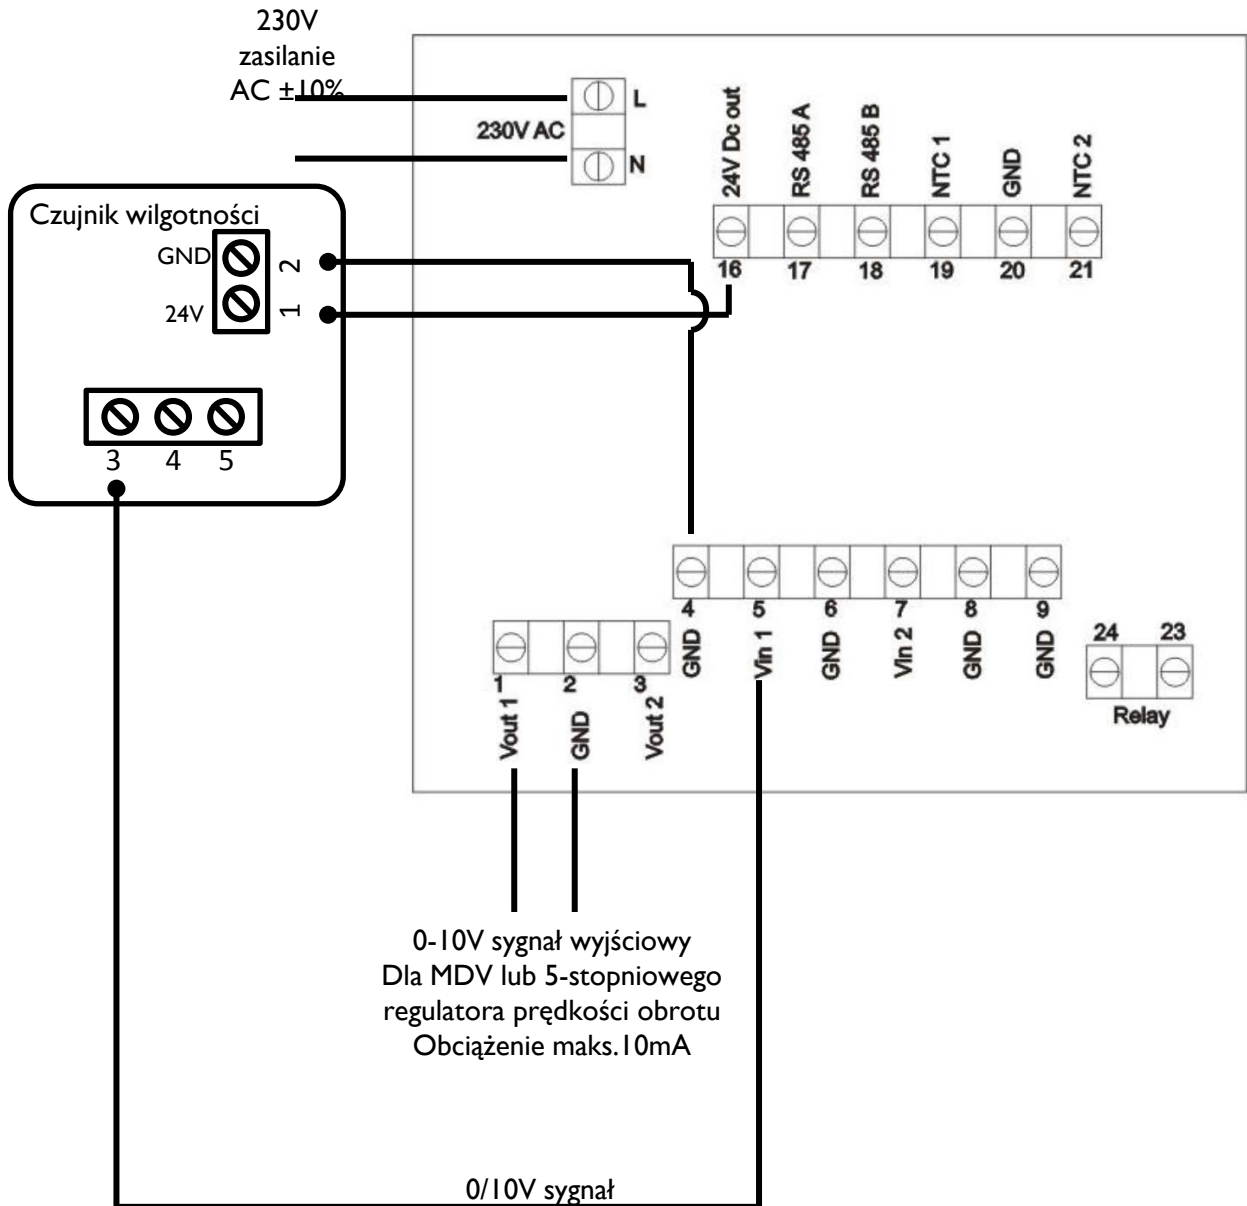 230V
zasilanie
AC ±10%
L
230V AC
N
24V Dc out
RS 485 A
RS 485 B
NTC 1
GND
NTC 2
16 17 18 19 20 21
Czujnik wilgotności
GND
2
24V
1
3 4 5
4 5 6 7 8 9
GND
Vin 1
GND
VIn 2
GND
GND
24 23
Relay
1 2 3
Vout 1
GND
Vout 2
0-10V sygnał wyjściowy
Dla MDV lub 5-stopniowego
regulatora prędkości obrotu
Obciążenie maks.10mA
0/10V sygnał